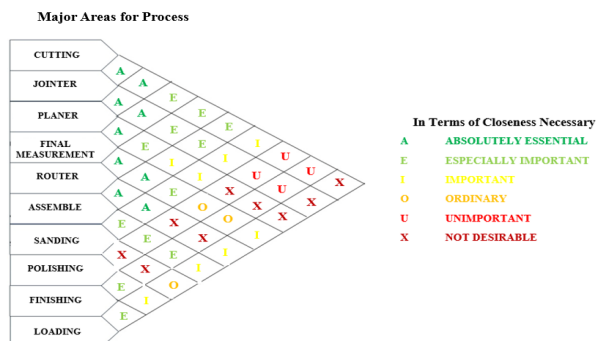 Major Areas for Process
CUTTING
A
A
JOINTER
E
A
E
A
PLANER
E
E
A
E
E
I
FINAL
MEASUREMENT
A
I
I
U
ROUTER
A
I
U
U
A
E
X
U
X
ASSEMBLE
A
O
X
X
E
X
O
X
SANDING
E
X
I
X
E
I
POLISHING
X
I
E
O
FINISHING
I
E
LOADING
In Terms of Closeness Necessary
A ABSOLUTELY ESSENTIAL
E ESPECIALLY IMPORTANT
I IMPORTANT
O ORDINARY
U UNIMPORTANT
X NOT DESIRABLE